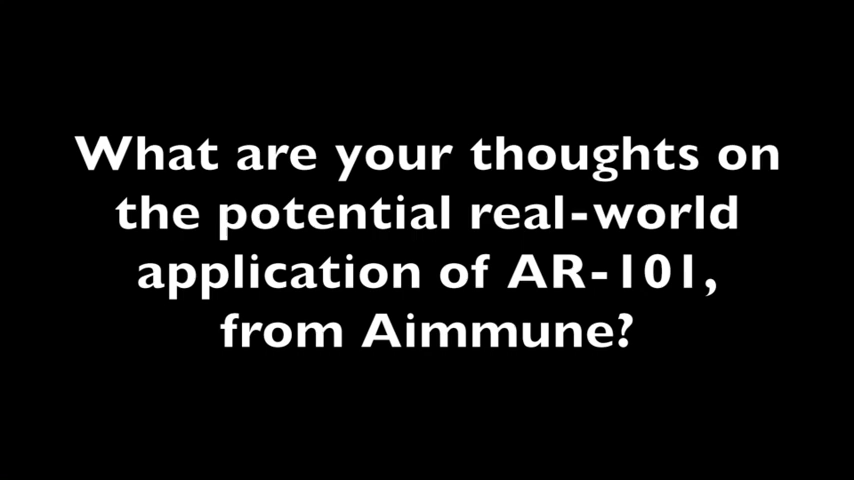 What are your thoughts on
the potential real-world
application of AR-101,
from Aimmune?